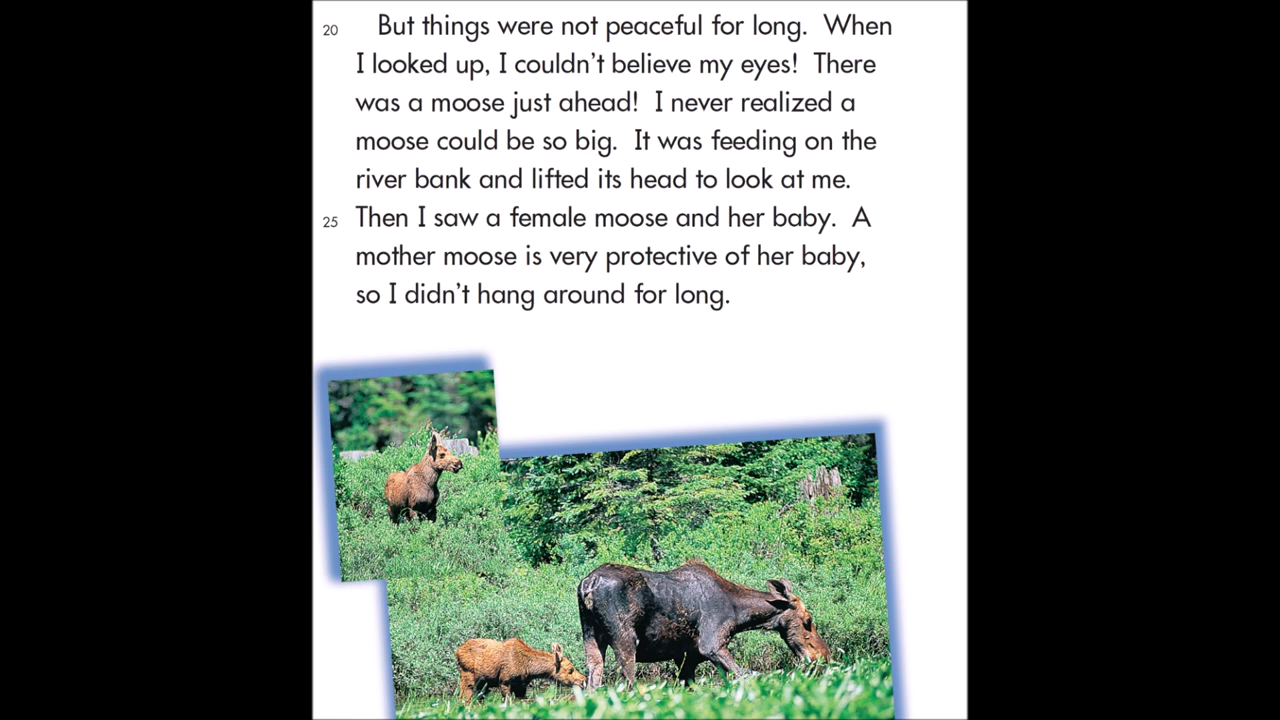 20 But things were not peaceful for long. When
I looked up, I couldn't believe my eyes! There
was a moose just ahead! I never realized a
moose could be so big. It was feeding on the
river bank and lifted its head to look at me.
25 Then I saw a female moose and her baby. A
mother moose is very protective of her baby,
so I didn't hang around for long.